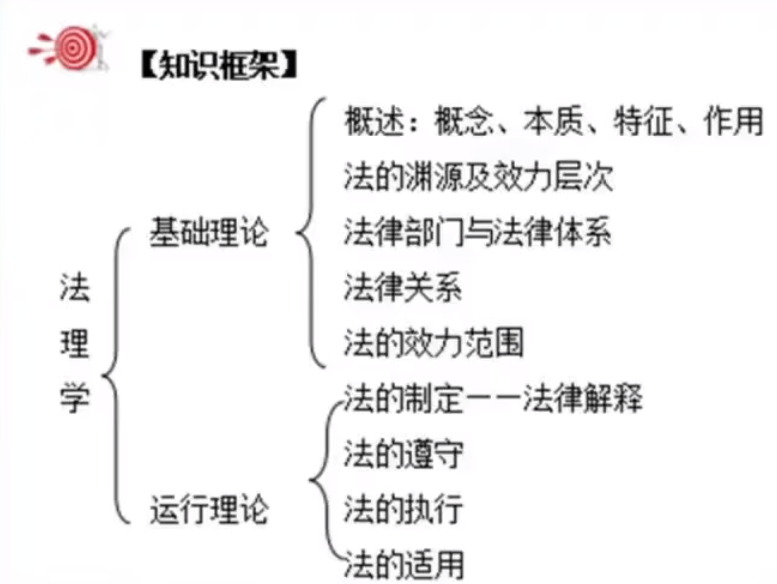 【知识框架】
概述：概念、本质、特征、作用
法的渊源及效力层次
基础理论
法律部门与法律体系
法律关系
法的效力范围
法理学
法的制定——法律解释
法的遵守
运行理论
法的执行
法的适用